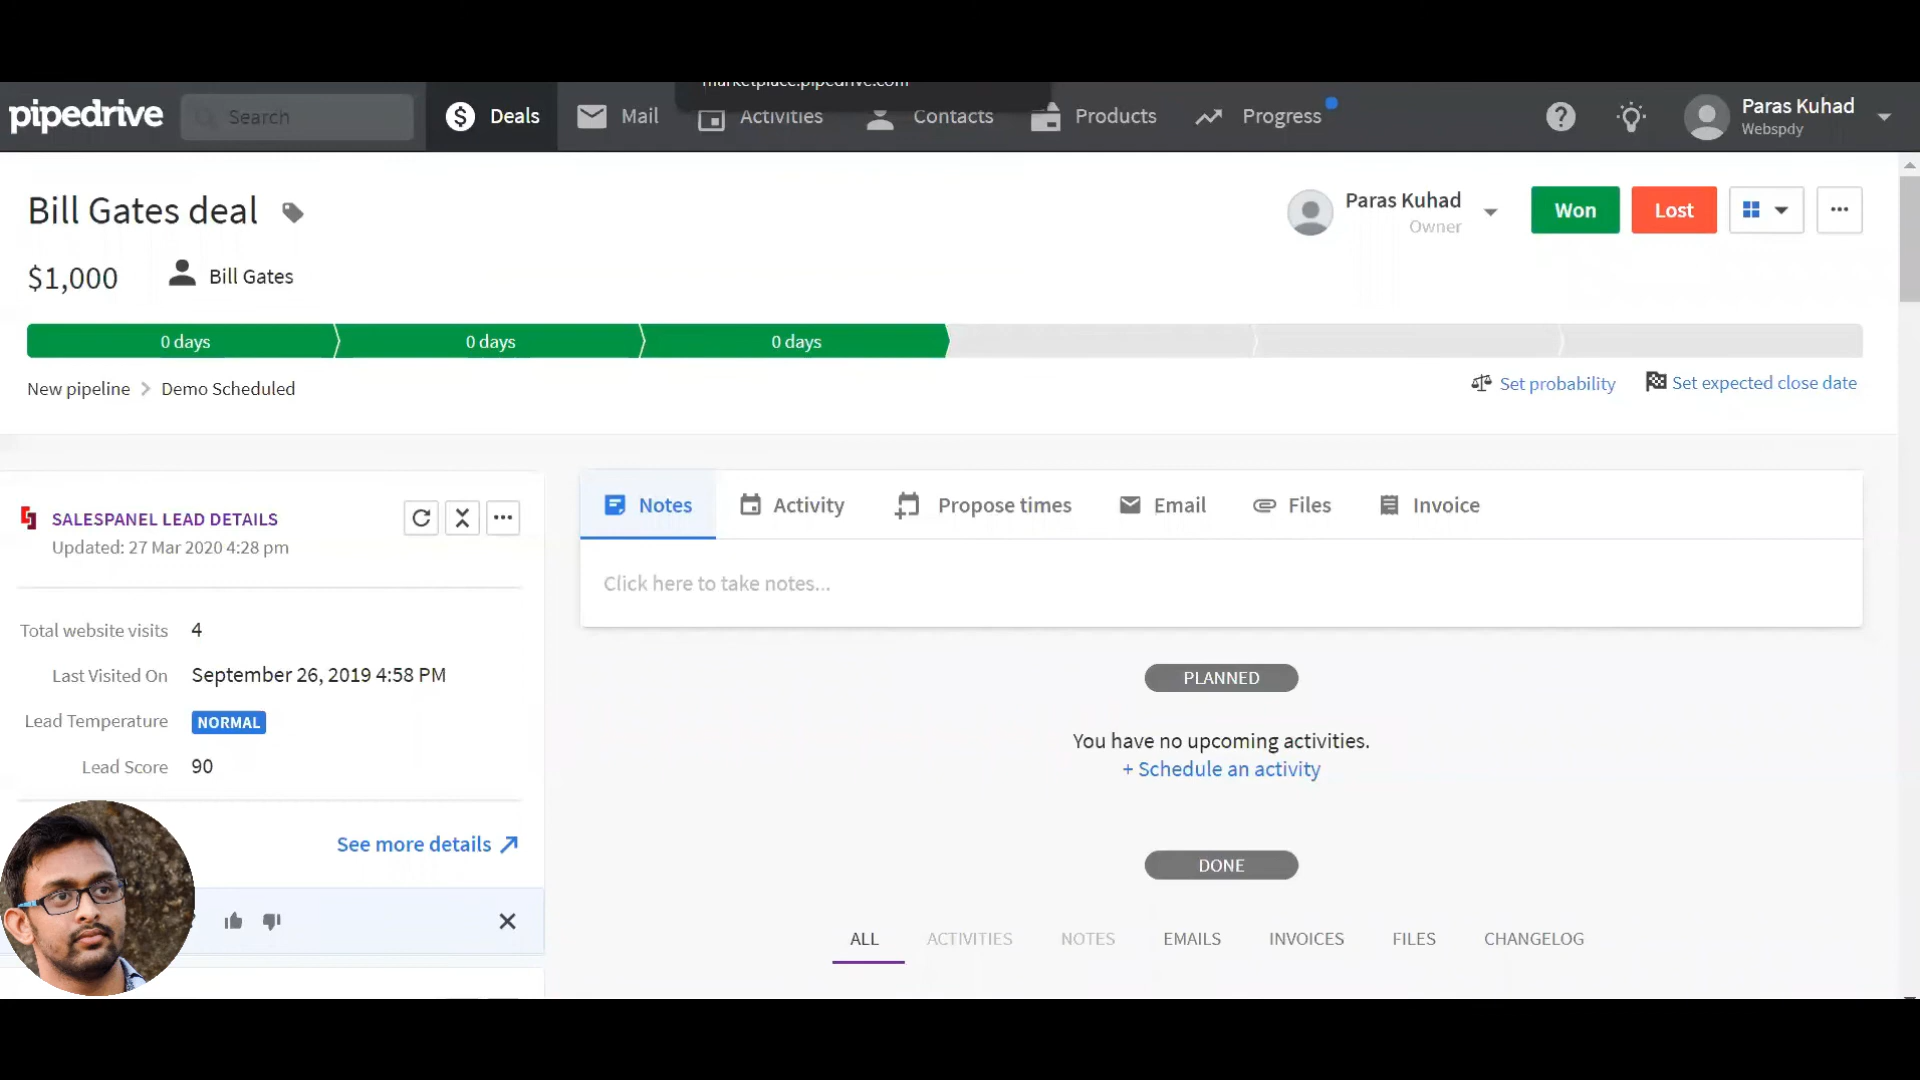 marketplace.pipedrive.com
pipedrive Search Deals Mail Activities Contacts Products Progress
Paras Kuhad
Webspdy
Bill Gates deal
Paras Kuhad
Owner
Won Lost
$1,000 Bill Gates
0 days 0 days 0 days
New pipeline Demo Scheduled
Set probability Set expected close date
SALESPANEL LEAD DETAILS
Updated: 27 Mar 2020 4:28 pm
Total website visits 4
Last Visited On September 26, 2019 4:58 PM
Lead Temperature NORMAL
Lead Score 90
See more details
Notes Activity Propose times Email Files Invoice
Click here to take notes...
PLANNED
You have no upcoming activities.
+ Schedule an activity
DONE
ALL ACTIVITIES NOTES EMAILS INVOICES FILES CHANGELOG